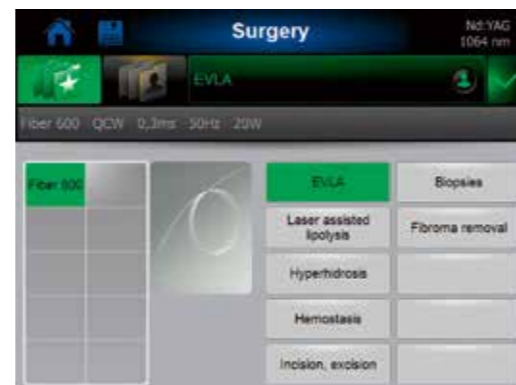 Surgery
Nd:YAG
1064 nm
EVLA
Fiber 600 QCW 0,3ms 50Hz 20W
Fiber 600
EVLA
Biopsies
Laser assisted
lipolysis
Fibroma removal
Hyperhidrosis
Hemostasis
Incision, excision